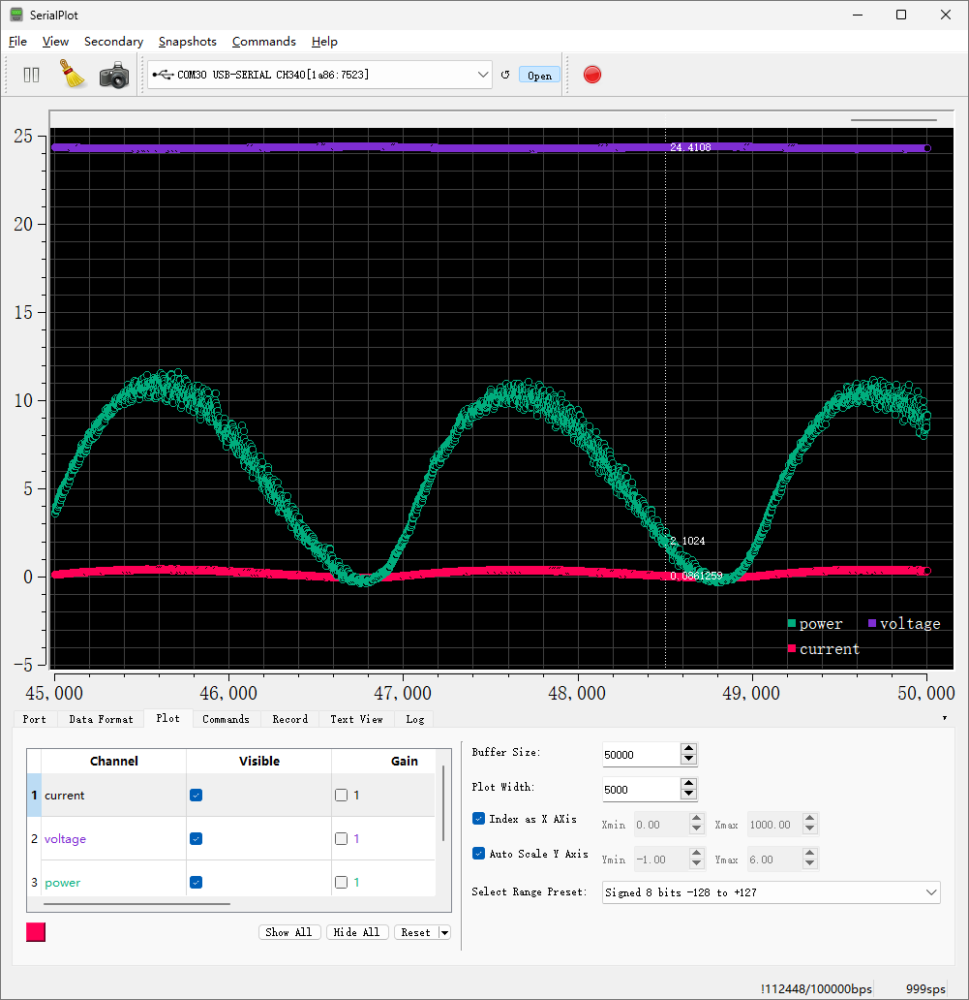 SerialPlot
File View Secondary Snapshots Commands Help
COM30 USB-SERIAL CH340[1a86:7523] Open
25
24.4108
20
15
10
5
2.1024
0
0.0861259
power voltage
current
-5
45,000 46,000 47,000 48,000 49,000 50,000
Port Data Format Plot Commands Record Text View Log
Channel Visible Gain
1 current 1
2 voltage 1
3 power 1
Show All Hide All Reset
Buffer Size: 50000
Plot Width: 5000
Index as X AXis Xmin 0.00 Xmax 1000.00
Auto Scale Y Axis Ymin -1.00 Ymax 6.00
Select Range Preset: Signed 8 bits -128 to +127
!112448/100000bps 999sps